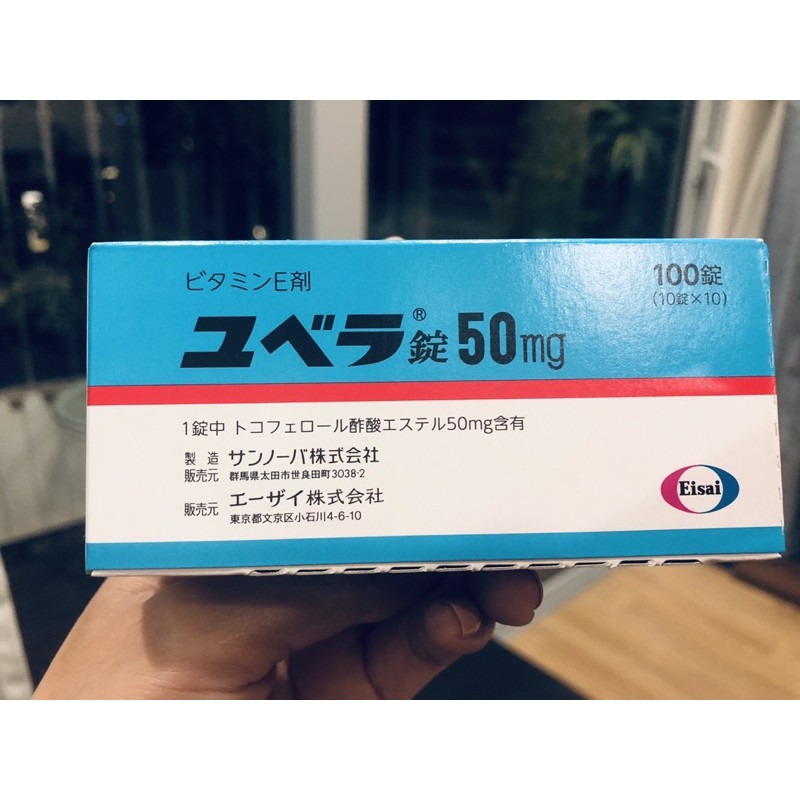 ビタミンE剤
100錠
(10錠×10)
ユベラ®錠50mg
1錠中 トコフェロール酢酸エステル50mg含有
製 造
販売元 サンノーバ株式会社
群馬県太田市世良田町3038-2
販売元 エーザイ株式会社
東京都文京区小石川4-6-10
Eisai